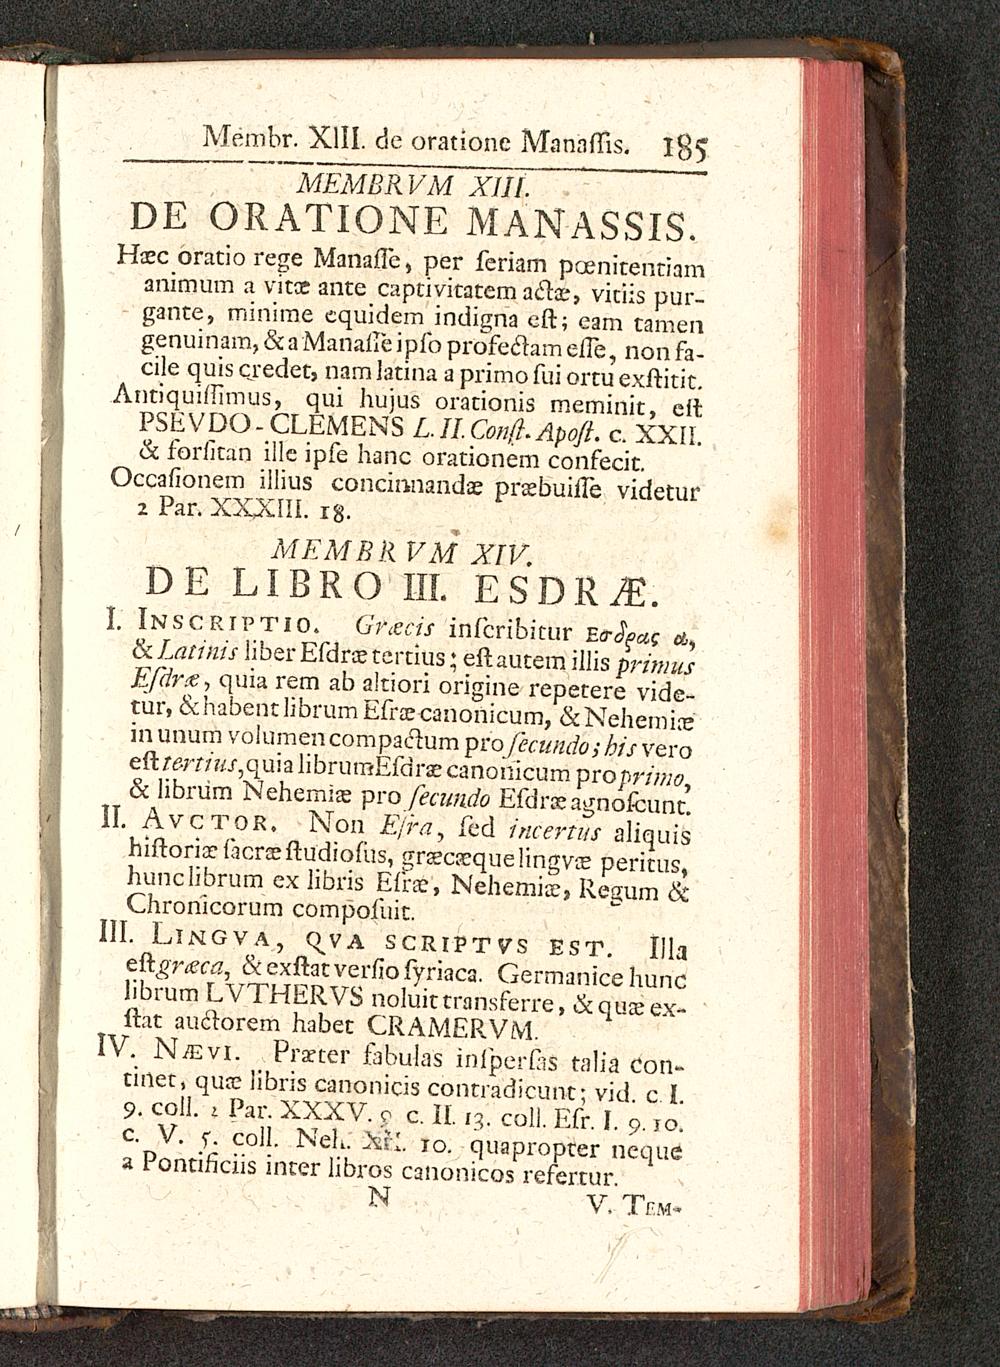 Membr. XIII. de oratione Manaſſis. 185
MEMBRVM XIII.
DE ORATIONE MANASSIS.
Hæc oratio rege Manaſſe, per ſeriam pœnitentiam
animum a vitæ ante captivitatem actæ, vitiis pur-
gante, minime equidem indigna eſt; eam tamen
genuinam, & a Manaſſe ipſo profectam eſſe, non fa-
cile quis credet, nam latina a primo ſui ortu exſtitit.
Antiquiſſimus, qui hujus orationis meminit, eſt
PSEVDO-CLEMENS L. II. Conſt. Apoſt. c. XXII.
& forſitan ille ipſe hanc orationem confecit.
Occaſionem illius concinnandæ præbuiſſe videtur
2 Par. XXXIII. 18.
MEMBRVM XIV.
DE LIBRO III. ESDRÆ.
I. INSCRIPTIO. Græcis inſcribitur Εσδρας α,
& Latinis liber Eſdræ tertius; eſt autem illis primus
Eſdræ, quia rem ab altiori origine repetere vide-
tur, & habent librum Eſræ canonicum, & Nehemiæ
in unum volumen compactum pro ſecundo; his vero
eſt tertius, quia librum Eſdræ canonicum pro primo,
& librum Nehemiæ pro ſecundo Eſdræ agnoſcunt.
II. AVCTOR. Non Eſra, ſed incertus aliquis
hiſtoriæ ſacræ ſtudioſus, græcæque lingvæ peritus,
hunc librum ex libris Eſræ, Nehemiæ, Regum &
Chronicorum compoſuit.
III. LINGVA, QVA SCRIPTVS EST. Illa
eſt græca, & exſtat verſio ſyriaca. Germanice hunc
librum LVTHERVS noluit transferre, & quæ ex-
ſtat auctorem habet CRAMERVM.
IV. NÆVI. Præter fabulas inſperſas talia con-
tinet, quæ libris canonicis contradicunt; vid. c. I.
9. coll. 2 Par. XXXV. 9 c. II. 13. coll. Eſr. I. 9. 10.
c. V. 5. coll. Neh. XII. 10. quapropter neque
a Pontificiis inter libros canonicos refertur.
N V. TEM-